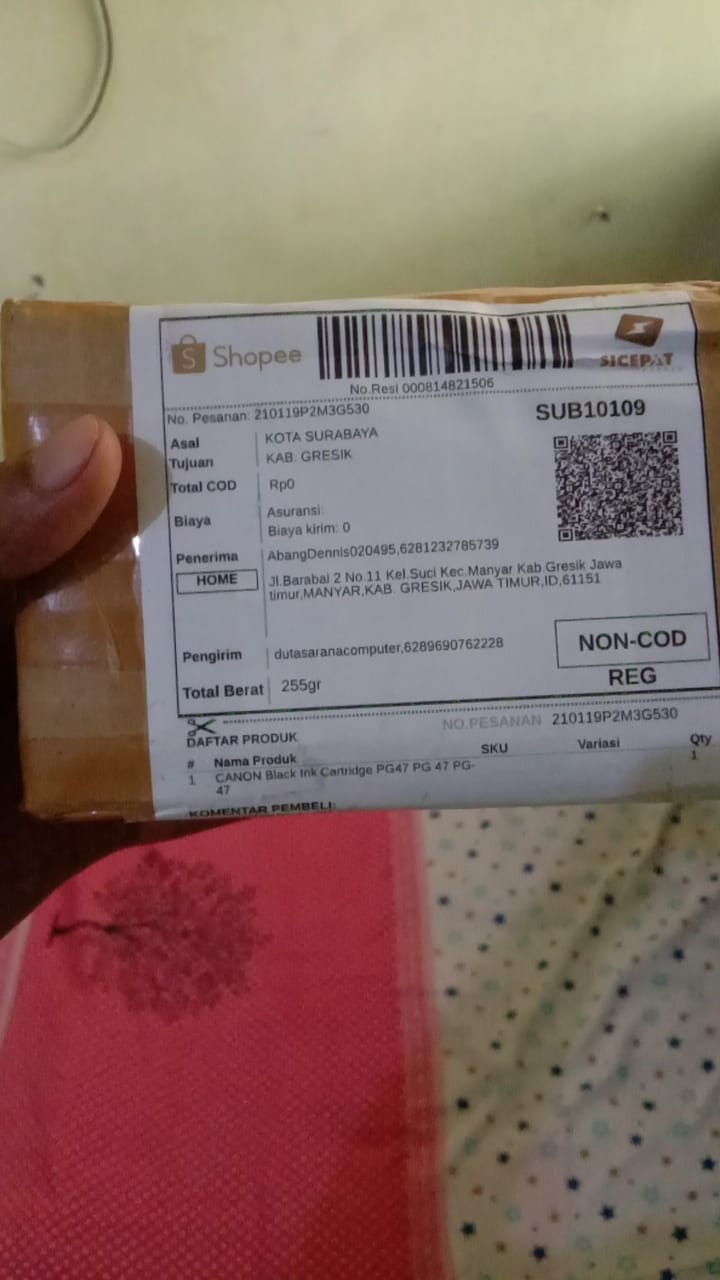 Shopee
SICEPAT
No.Resi 000814821506
No. Pesanan: 210119P2M3G530
SUB10109
Asal KOTA SURABAYA
Tujuan KAB. GRESIK
Total COD Rp0
Biaya Asuransi:
Biaya kirim: 0
Penerima AbangDennis020495,6281232785739
HOME Jl.Barabai 2 No.11 Kel.Suci Kec.Manyar Kab.Gresik Jawa
timur,MANYAR,KAB. GRESIK,JAWA TIMUR,ID,61151
Pengirim dutasaranacomputer,6289690762228
NON-COD
Total Berat 255gr
REG
NO.PESANAN 210119P2M3G530
DAFTAR PRODUK
# Nama Produk SKU Variasi Qty
1 CANON Black Ink Cartridge PG47 PG 47 PG- 1
47
KOMENTAR PEMBELI: